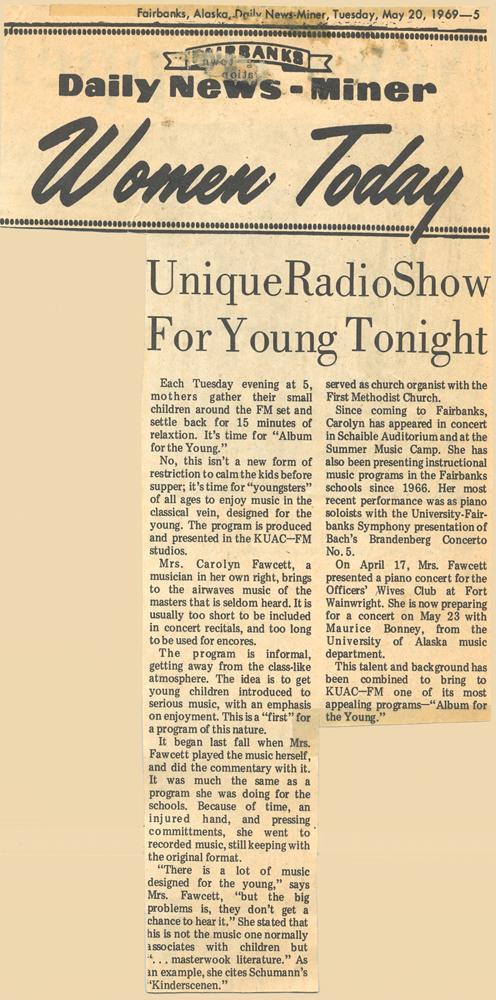 Fairbanks, Alaska, Daily News-Miner, Tuesday, May 20, 1969—5
FAIRBANKS
Daily News-Miner
Women Today
Unique Radio Show
For Young Tonight
Each Tuesday evening at 5,
mothers gather their small
children around the FM set and
settle back for 15 minutes of
relaxtion. It's time for "Album
for the Young."
No, this isn't a new form of
restriction to calm the kids before
supper; it's time for "youngsters"
of all ages to enjoy music in the
classical vein, designed for the
young. The program is produced
and presented in the KUAC—FM
studios.
Mrs. Carolyn Fawcett, a
musician in her own right, brings
to the airwaves music of the
masters that is seldom heard. It is
usually too short to be included
in concert recitals, and too long
to be used for encores.
The program is informal,
getting away from the class-like
atmosphere. The idea is to get
young children introduced to
serious music, with an emphasis
on enjoyment. This is a "first" for
a program of this nature.
It began last fall when Mrs.
Fawcett played the music herself,
and did the commentary with it.
It was much the same as a
program she was doing for the
schools. Because of time, an
injured hand, and pressing
committments, she went to
recorded music, still keeping with
the original format.
"There is a lot of music
designed for the young," says
Mrs. Fawcett, "but the big
problems is, they don't get a
chance to hear it." She stated that
his is not the music one normally
associates with children but
". . . masterwook literature." As
an example, she cites Schumann's
"Kinderscenen."
served as church organist with the
First Methodist Church.
Since coming to Fairbanks,
Carolyn has appeared in concert
in Schaible Auditorium and at the
Summer Music Camp. She has
also been presenting instructional
music programs in the Fairbanks
schools since 1966. Her most
recent performance was as piano
soloists with the University-Fair-
banks Symphony presentation of
Bach's Brandenberg Concerto
No. 5.
On April 17, Mrs. Fawcett
presented a piano concert for the
Officers' Wives Club at Fort
Wainwright. She is now preparing
for a concert on May 23 with
Maurice Bonney, from the
University of Alaska music
department.
This talent and background has
been combined to bring to
KUAC—FM one of its most
appealing programs—"Album for
the Young."